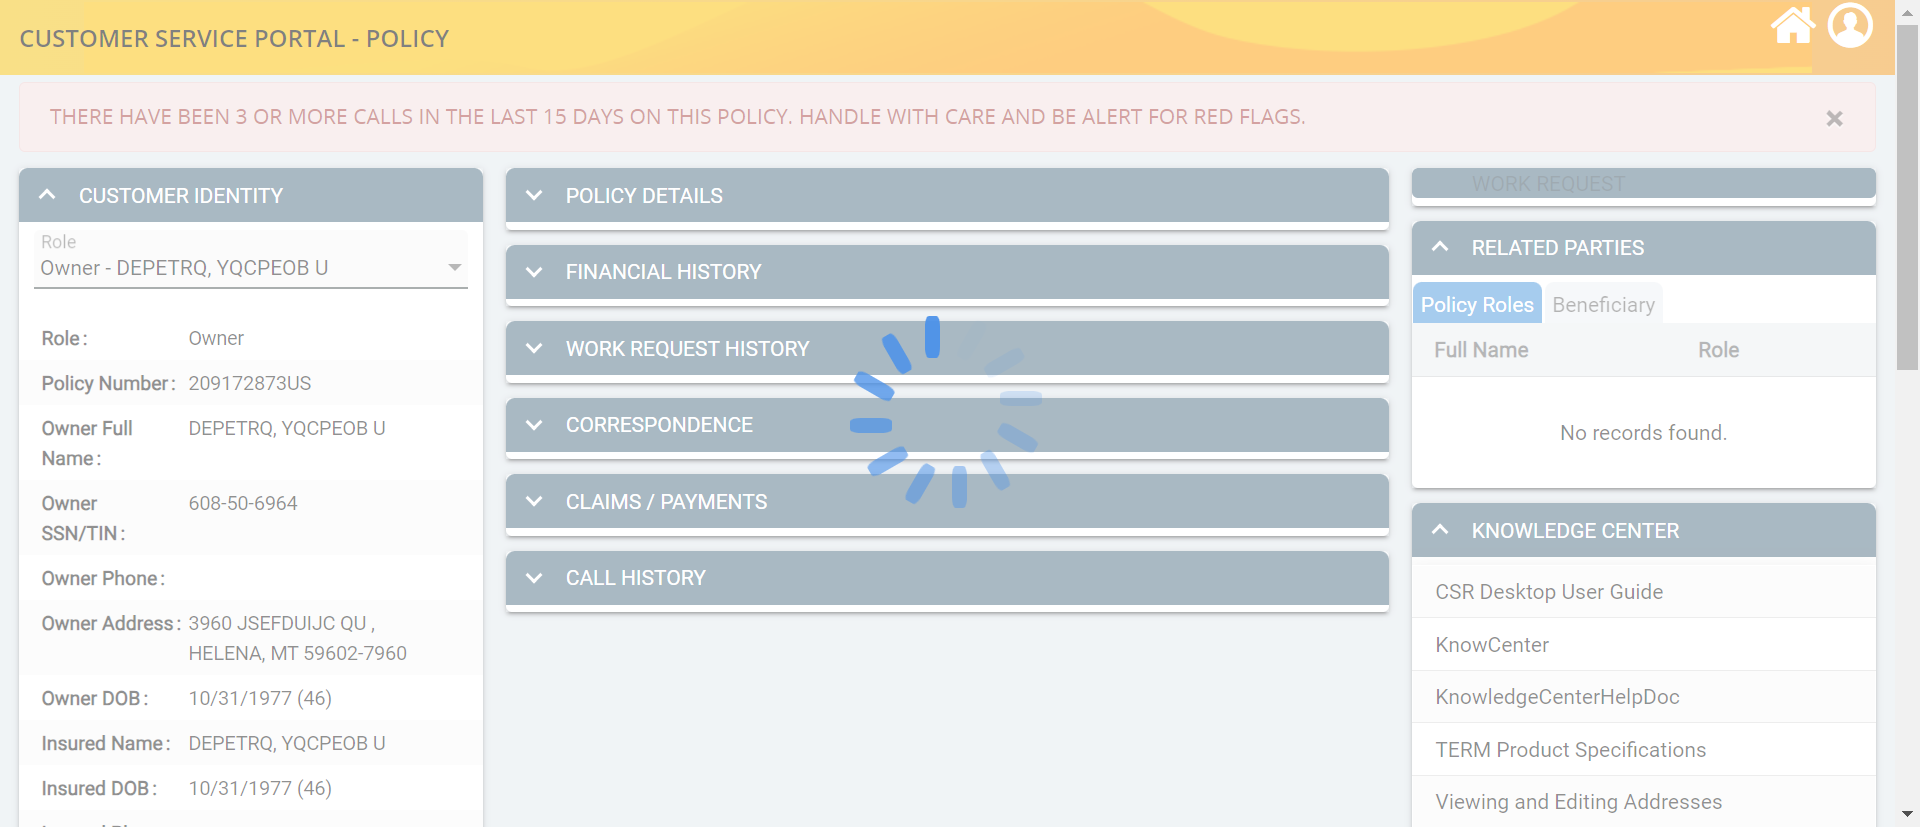 CUSTOMER SERVICE PORTAL - POLICY
THERE HAVE BEEN 3 OR MORE CALLS IN THE LAST 15 DAYS ON THIS POLICY. HANDLE WITH CARE AND BE ALERT FOR RED FLAGS.
CUSTOMER IDENTITY
Role
Owner - DEPETRQ, YQCPEOB U
Role: Owner
Policy Number: 209172873US
Owner Full DEPETRQ, YQCPEOB U
Name:
Owner 608-50-6964
SSN/TIN:
Owner Phone:
Owner Address: 3960 JSEFDUIJC QU ,
HELENA, MT 59602-7960
Owner DOB: 10/31/1977 (46)
Insured Name: DEPETRQ, YQCPEOB U
Insured DOB: 10/31/1977 (46)
POLICY DETAILS
FINANCIAL HISTORY
WORK REQUEST HISTORY
CORRESPONDENCE
CLAIMS / PAYMENTS
CALL HISTORY
WORK REQUEST
RELATED PARTIES
Policy Roles Beneficiary
Full Name Role
No records found.
KNOWLEDGE CENTER
CSR Desktop User Guide
KnowCenter
KnowledgeCenterHelpDoc
TERM Product Specifications
Viewing and Editing Addresses